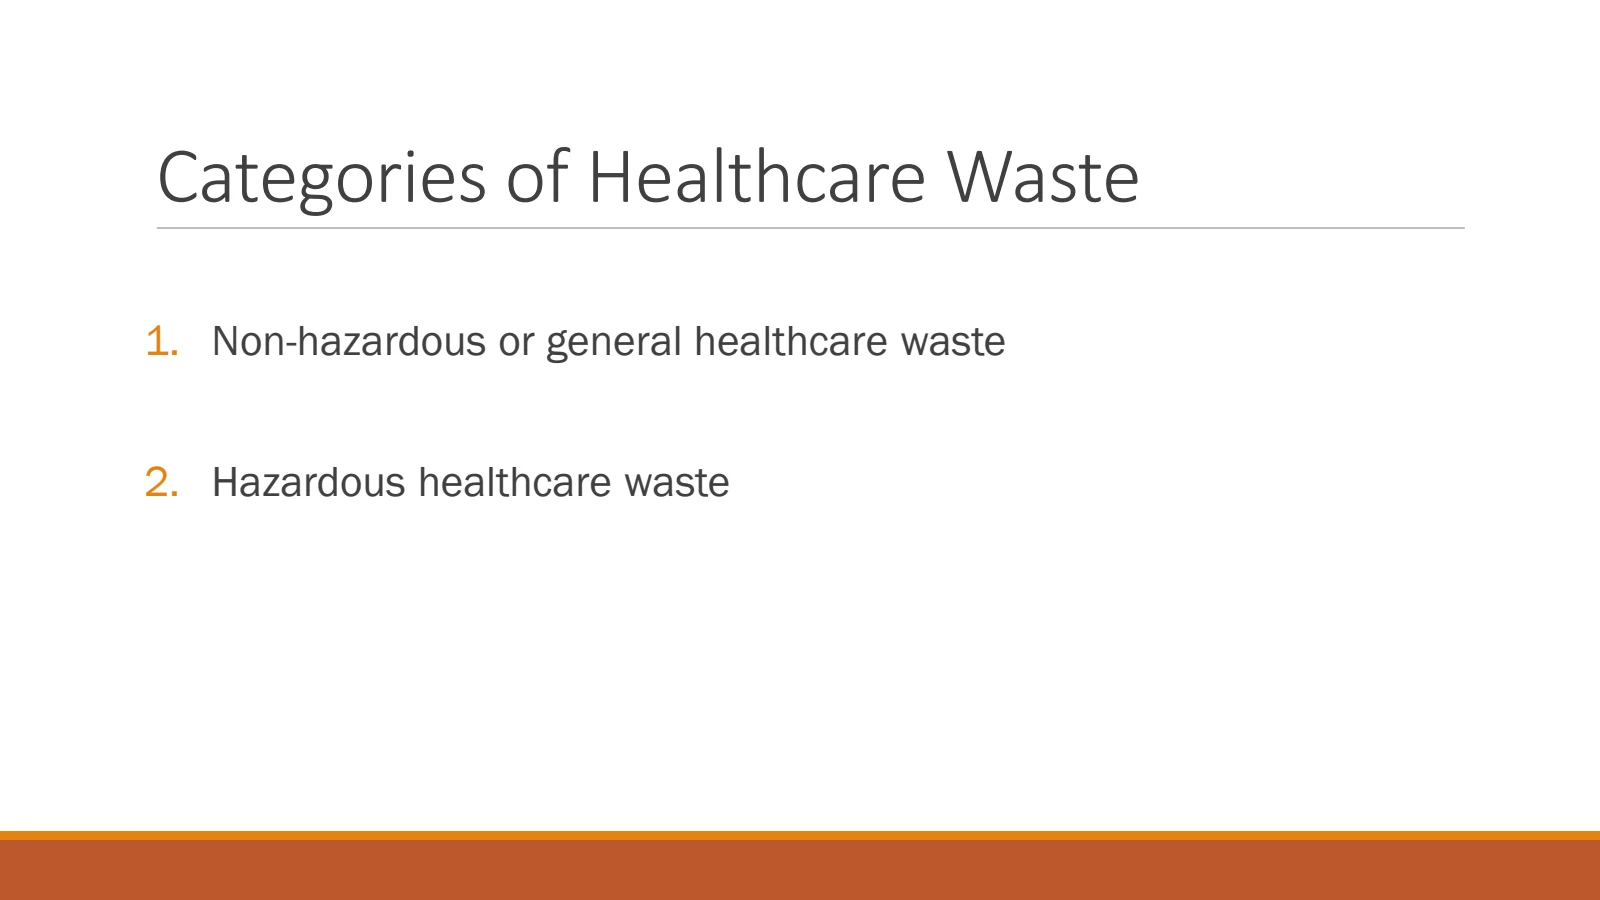 Categories of Healthcare Waste
1. Non-hazardous or general healthcare waste
2. Hazardous healthcare waste